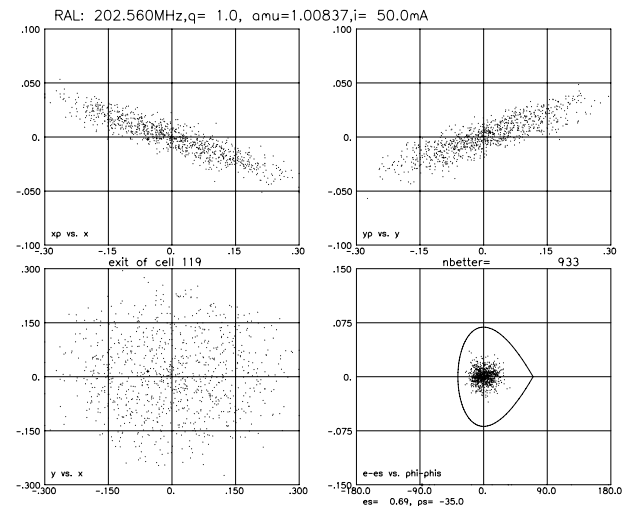 RAL: 202.560MHz,q= 1.0, amu=1.00837,i= 50.0mA
.100
.050
0.
-.050
-.100
xp vs. x
-.30 -.15 0. .15 .30
.100
.050
0.
-.050
-.100
yp vs. y
-.30 -.15 0. .15 .30
exit of cell 119
nbetter= 933
.300
.150
0.
-.150
-.300
y vs. x
-.300 -.150 0. .150 .300
.150
.075
0.
-.075
-.150
e-es vs. phi-phis
-180.0 -90.0 0. 90.0 180.0
es= 0.69, ps= -35.0